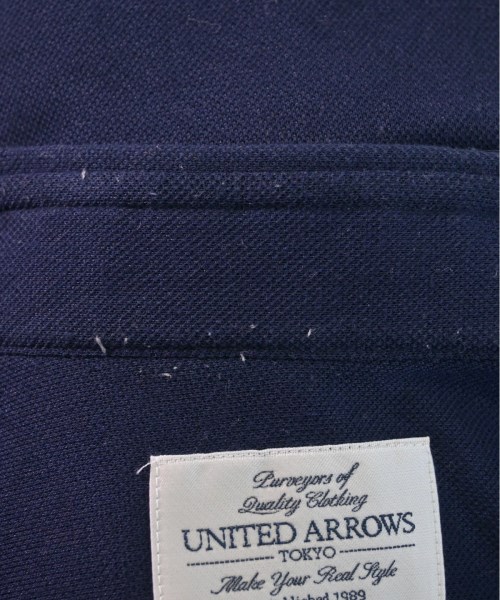 Purveyors of
Quality Clothing
UNITED ARROWS
TOKYO
Make Your Real Style
1989